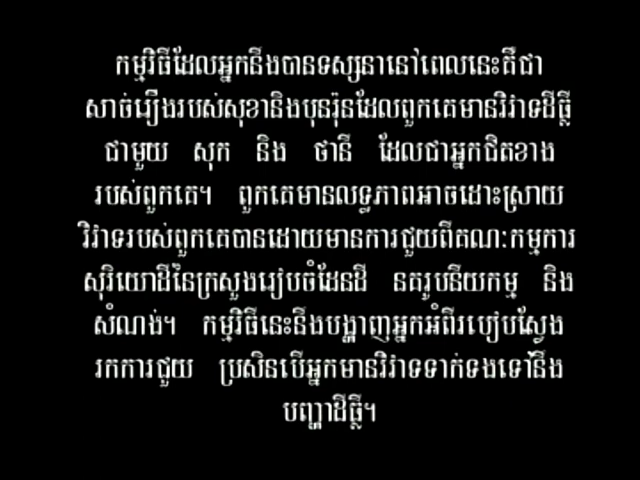 កម្មវិធីដែលអ្នកនឹងបានទស្សនានៅពេលនេះគឺជា
សាច់រឿងរបស់សុខានិងបុនរ៉ុនដែលពួកគេមានវិវាទដីធ្លី
ជាមួយ សុក និង ថានី ដែលជាអ្នកជិតខាង
របស់ពួកគេ។ ពួកគេមានលទ្ធភាពអាចដោះស្រាយ
វិវាទរបស់ពួកគេបានដោយមានការជួយពីគណៈកម្មការ
សុរិយោដីនៃក្រសួងរៀបចំដែនដី នគរូបនីយកម្ម និង
សំណង់។ កម្មវិធីនេះនឹងបង្ហាញអ្នកអំពីរបៀបស្វែង
រកការជួយ ប្រសិនបើអ្នកមានវិវាទទាក់ទងទៅនឹង
បញ្ហាដីធ្លី។